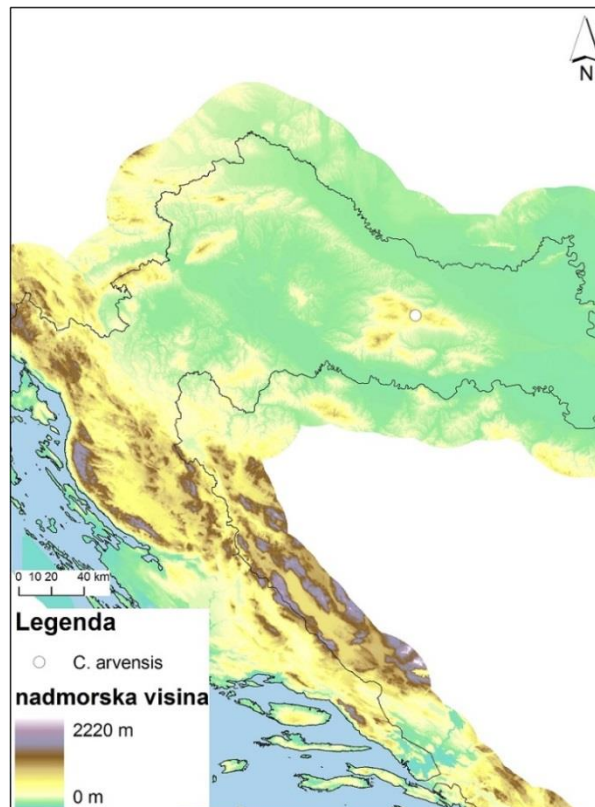 N
0 10 20 40 km
Legenda
C. arvensis
nadmorska visina
2220 m
0 m